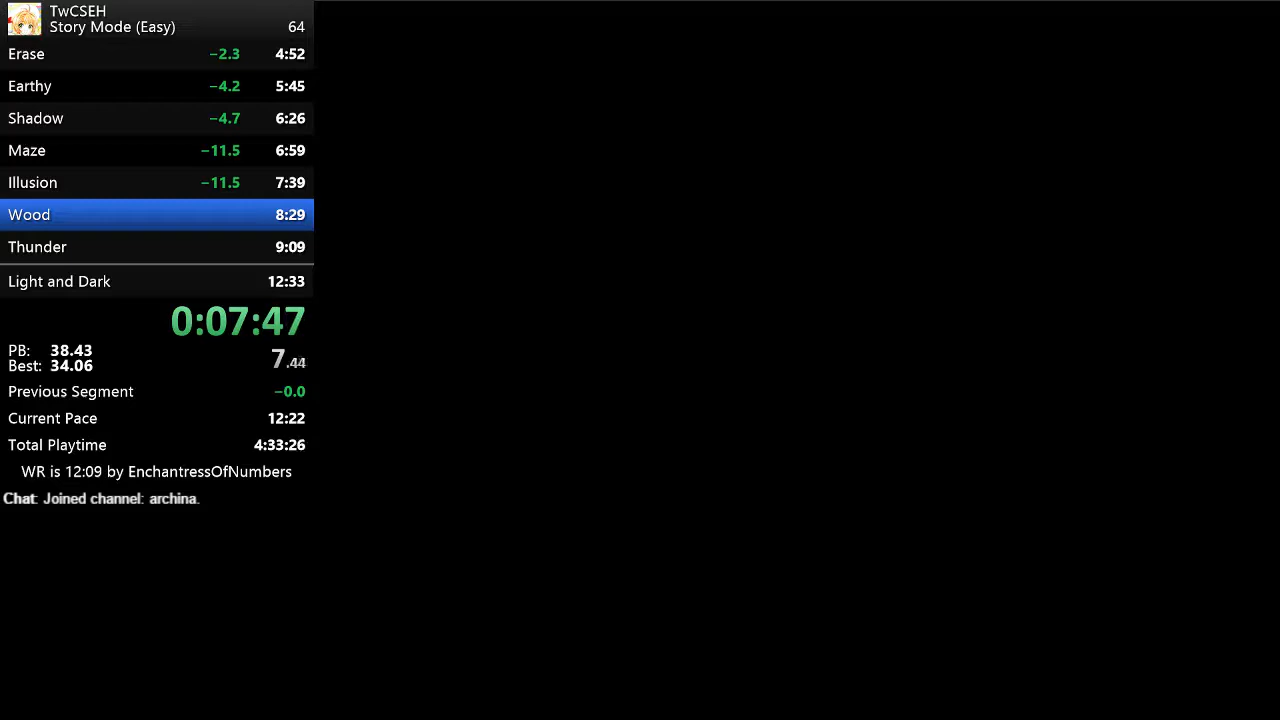 TwCSEH
Story Mode (Easy) 64
Erase −2.3 4:52
Earthy −4.2 5:45
Shadow −4.7 6:26
Maze −11.5 6:59
Illusion −11.5 7:39
Wood 8:29
Thunder 9:09
Light and Dark 12:33
0:07:47
PB: 38.43
Best: 34.06
7.44
Previous Segment −0.0
Current Pace 12:22
Total Playtime 4:33:26
WR is 12:09 by EnchantressOfNumbers
Chat: Joined channel: archina.